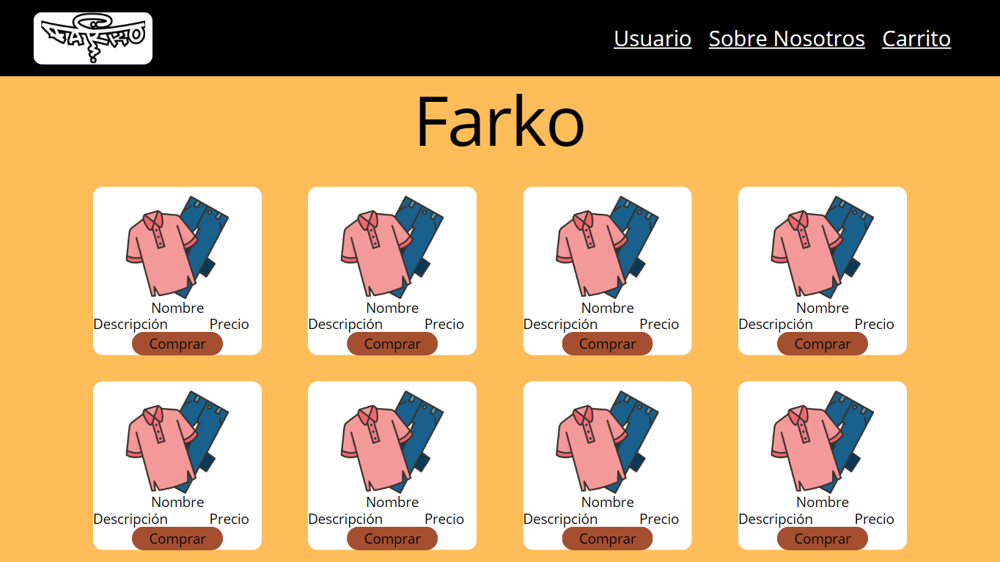 FARKO
Usuario Sobre Nosotros Carrito
Farko
Nombre Nombre Nombre Nombre
Descripción Precio Descripción Precio Descripción Precio Descripción Precio
Comprar Comprar Comprar Comprar
Nombre Nombre Nombre Nombre
Descripción Precio Descripción Precio Descripción Precio Descripción Precio
Comprar Comprar Comprar Comprar